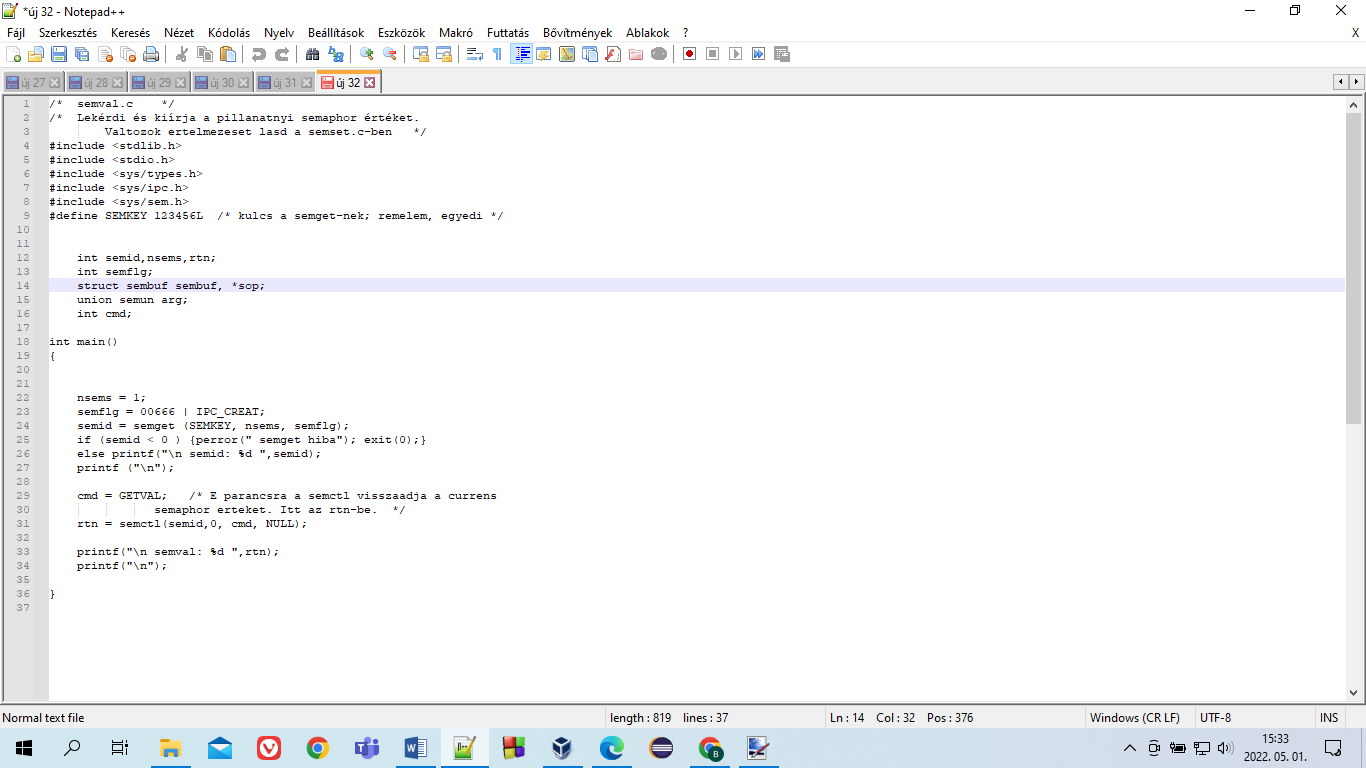 *új 32 - Notepad++
Fájl Szerkesztés Keresés Nézet Kódolás Nyelv Beállítások Eszközök Makró Futtatás Bővítmények Ablakok ? X
új 27 új 28 új 29 új 30 új 31 új 32
1 /*  semval.c    */
2 /*  Lekérdi és kiírja a pillanatnyi semaphor értéket.
3         Valtozok ertelmezeset lasd a semset.c-ben   */
4 #include <stdlib.h>
5 #include <stdio.h>
6 #include <sys/types.h>
7 #include <sys/ipc.h>
8 #include <sys/sem.h>
9 #define SEMKEY 123456L  /* kulcs a semget-nek; remelem, egyedi */
10
11
12     int semid,nsems,rtn;
13     int semflg;
14     struct sembuf sembuf, *sop;
15     union semun arg;
16     int cmd;
17
18 int main()
19 {
20
21
22     nsems = 1;
23     semflg = 00666 | IPC_CREAT;
24     semid = semget (SEMKEY, nsems, semflg);
25     if (semid < 0 ) {perror(" semget hiba"); exit(0);}
26     else printf("\n semid: %d ",semid);
27     printf ("\n");
28
29     cmd = GETVAL;   /* E parancsra a semctl visszaadja a currens
30                semaphor erteket. Itt az rtn-be.  */
31     rtn = semctl(semid,0, cmd, NULL);
32
33     printf("\n semval: %d ",rtn);
34     printf("\n");
35
36 }
37
Normal text file length : 819 lines : 37 Ln : 14 Col : 32 Pos : 376 Windows (CR LF) UTF-8 INS
15:33
2022. 05. 01.